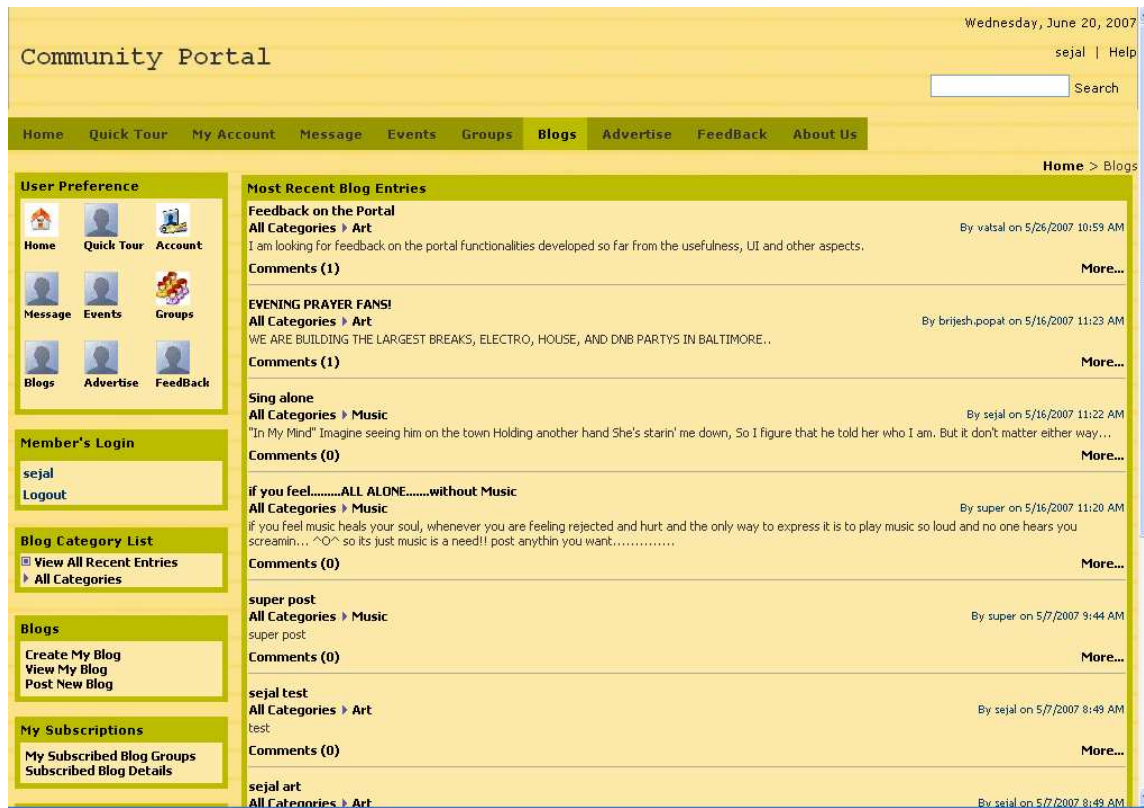 Wednesday, June 20, 2007
Community Portal
sejal | Help
Search
Home Quick Tour My Account Message Events Groups Blogs Advertise FeedBack About Us
Home > Blogs
User Preference
Home Quick Tour Account
Message Events Groups
Blogs Advertise FeedBack
Member's Login
sejal
Logout
Blog Category List
View All Recent Entries
All Categories
Blogs
Create My Blog
View My Blog
Post New Blog
My Subscriptions
My Subscribed Blog Groups
Subscribed Blog Details
Most Recent Blog Entries
Feedback on the Portal
All Categories Art By vatsal on 5/26/2007 10:59 AM
I am looking for feedback on the portal functionalities developed so far from the usefulness, UI and other aspects.
Comments (1) More...
EVENING PRAYER FANS!
All Categories Art By brijesh.popat on 5/16/2007 11:23 AM
WE ARE BUILDING THE LARGEST BREAKS, ELECTRO, HOUSE, AND DNB PARTYS IN BALTIMORE..
Comments (1) More...
Sing alone
All Categories Music By sejal on 5/16/2007 11:22 AM
"In My Mind" Imagine seeing him on the town Holding another hand She's starin' me down, So I figure that he told her who I am. But it don't matter either way...
Comments (0) More...
if you feel.........ALL ALONE.......without Music
All Categories Music By super on 5/16/2007 11:20 AM
if you feel music heals your soul, whenever you are feeling rejected and hurt and the only way to express it is to play music so loud and no one hears you
screamin... ^O^ so its just music is a need!! post anythin you want..............
Comments (0) More...
super post
All Categories Music By super on 5/7/2007 9:44 AM
super post
Comments (0) More...
sejal test
All Categories Art By sejal on 5/7/2007 8:49 AM
test
Comments (0) More...
sejal art
All Categories Art By sejal on 5/7/2007 8:49 AM